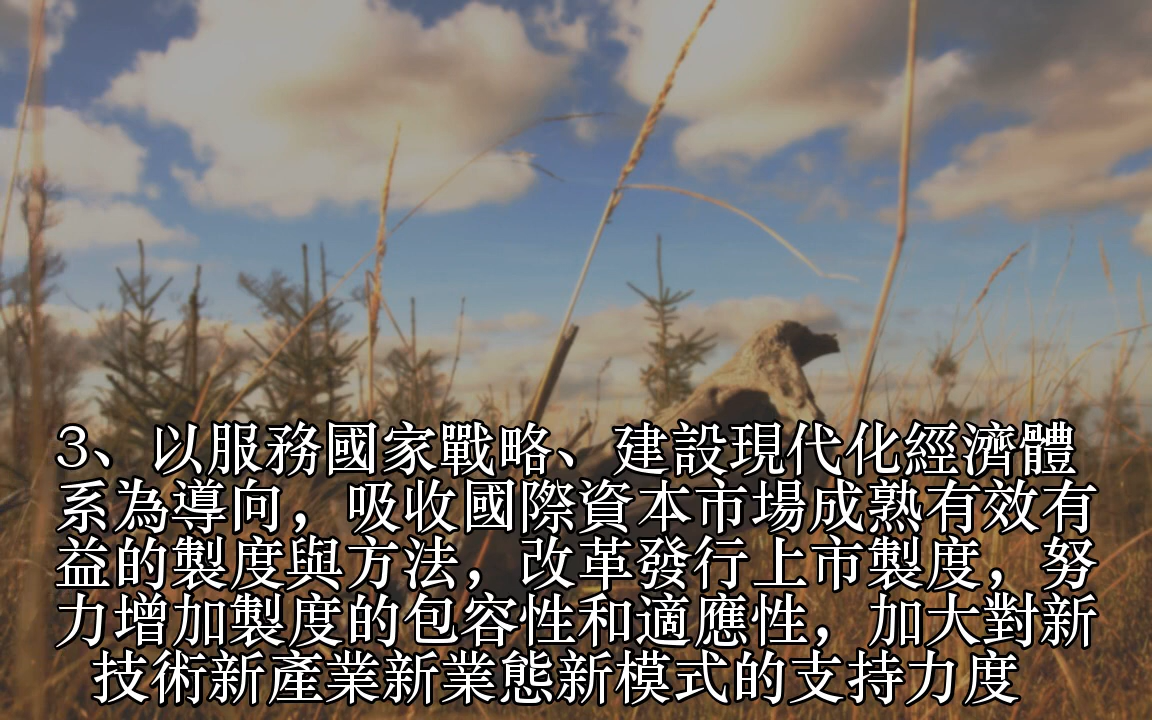 3、以服務國家戰略、建設現代化經濟體
系為導向，吸收國際資本市場成熟有效有
益的製度與方法，改革發行上市製度，努
力增加製度的包容性和適應性，加大對新
技術新產業新業態新模式的支持力度